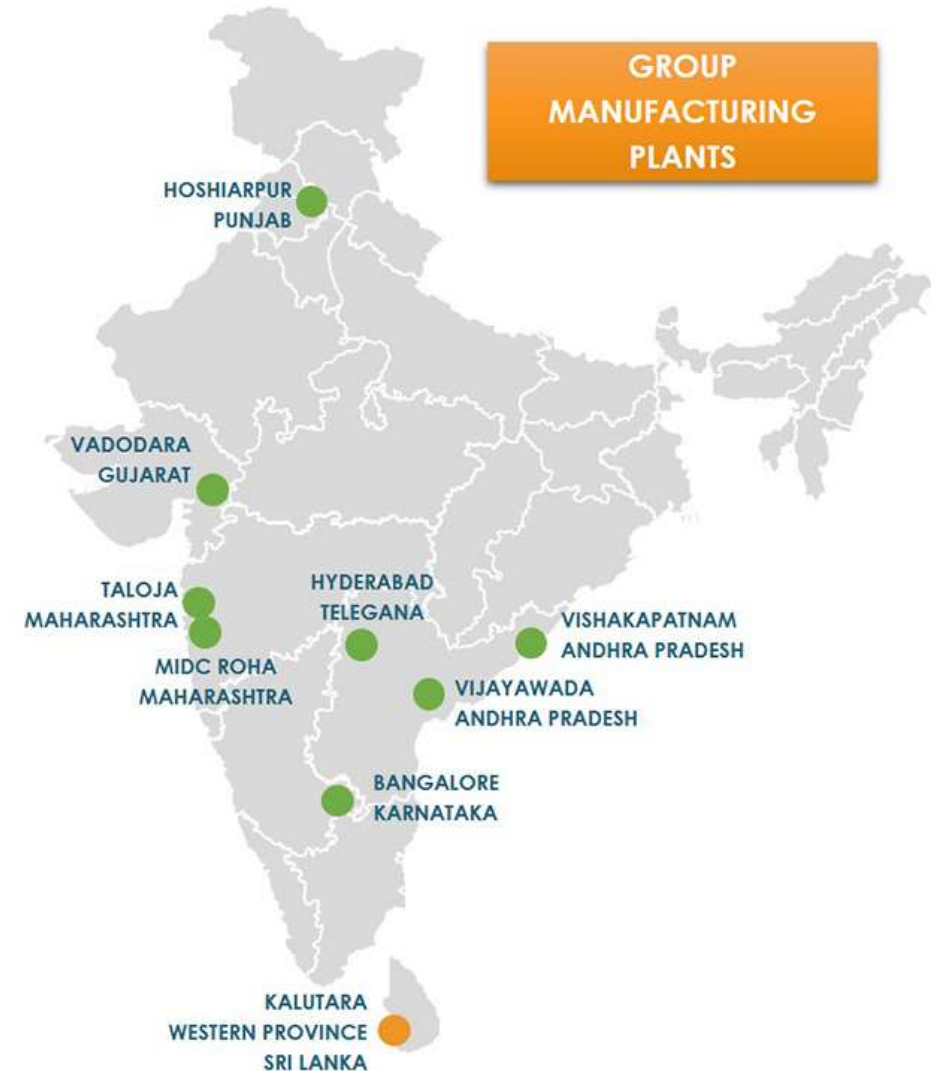 GROUP
MANUFACTURING
PLANTS
HOSHIARPUR
PUNJAB
VADODARA
GUJARAT
TALOJA
MAHARASHTRA
MIDC ROHA
MAHARASHTRA
HYDERABAD
TELEGANA
VISHAKAPATNAM
ANDHRA PRADESH
VIJAYAWADA
ANDHRA PRADESH
BANGALORE
KARNATAKA
KALUTARA
WESTERN PROVINCE
SRI LANKA